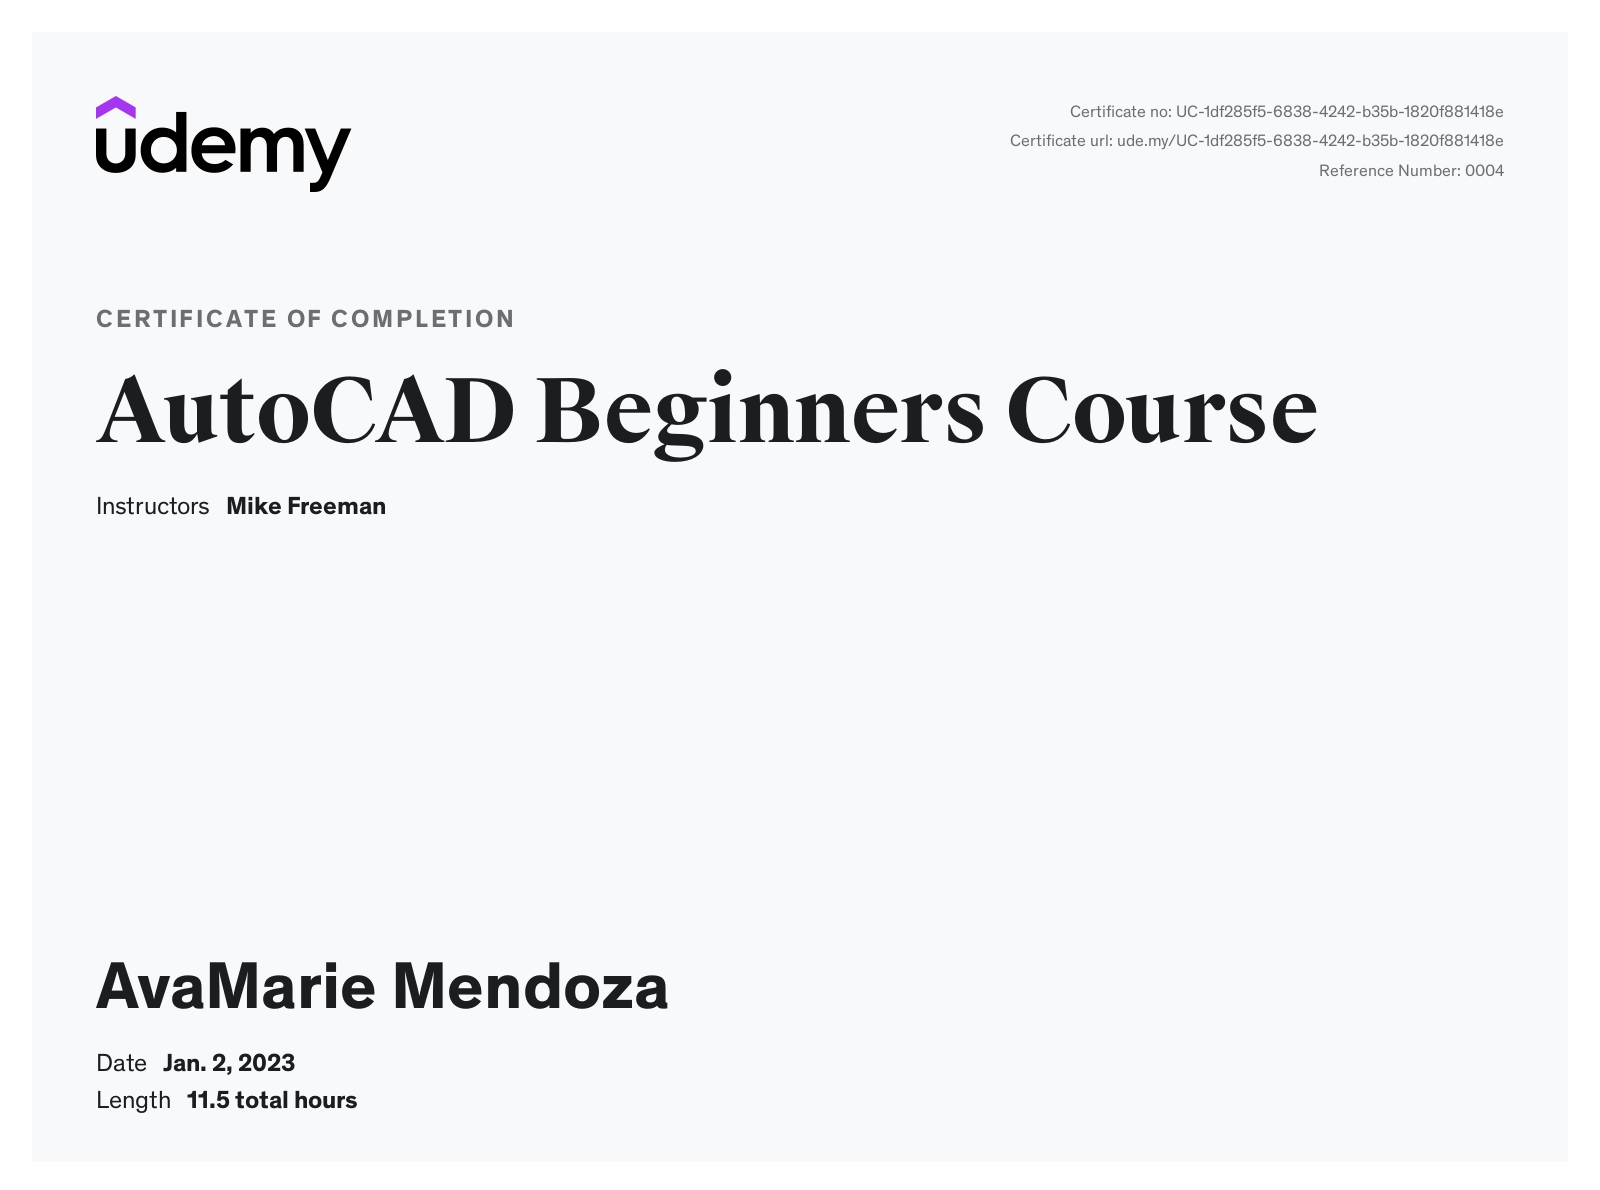 udemy
Certificate no: UC-1df285f5-6838-4242-b35b-1820f881418e
Certificate url: ude.my/UC-1df285f5-6838-4242-b35b-1820f881418e
Reference Number: 0004
CERTIFICATE OF COMPLETION
AutoCAD Beginners Course
Instructors Mike Freeman
AvaMarie Mendoza
Date Jan. 2, 2023
Length 11.5 total hours